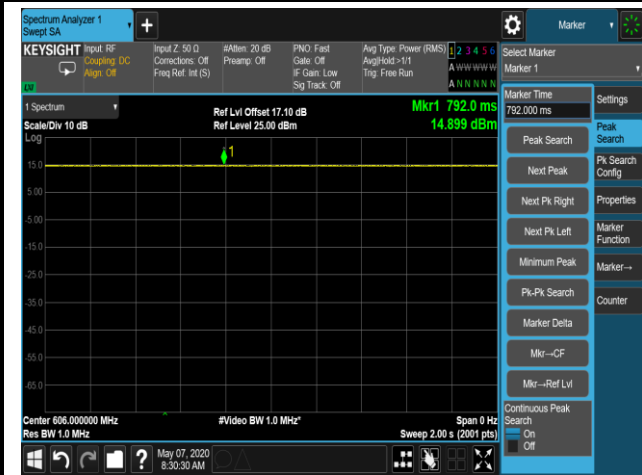 Spectrum Analyzer 1
Swept SA
Marker
KEYSIGHT
Input: RF
Coupling: DC
Align: Off
Input Z: 50 Ω
Corrections: Off
Freq Ref: Int (S)
#Atten: 20 dB
Preamp: Off
PNO: Fast
Gate: Off
IF Gain: Low
Sig Track: Off
Avg Type: Power (RMS)
Avg|Hold:>1/1
Trig: Free Run
1 2 3 4 5 6
A W W W W W
A N N N N N
Select Marker
Marker 1
1 Spectrum
Scale/Div 10 dB
Log
Ref Lvl Offset 17.10 dB
Ref Level 25.00 dBm
Mkr1 792.0 ms
14.899 dBm
1
15.0
5.00
-5.00
-15.0
-25.0
-35.0
-45.0
-55.0
-65.0
Center 606.000000 MHz
Res BW 1.0 MHz
#Video BW 1.0 MHz*
Span 0 Hz
Sweep 2.00 s (2001 pts)
Marker Time
792.000 ms
Peak Search
Next Peak
Next Pk Right
Next Pk Left
Minimum Peak
Pk-Pk Search
Marker Delta
Mkr→CF
Mkr→Ref Lvl
Continuous Peak
Search
On
Off
Settings
Peak
Search
Pk Search
Config
Properties
Marker
Function
Marker→
Counter
May 07, 2020
8:30:30 AM